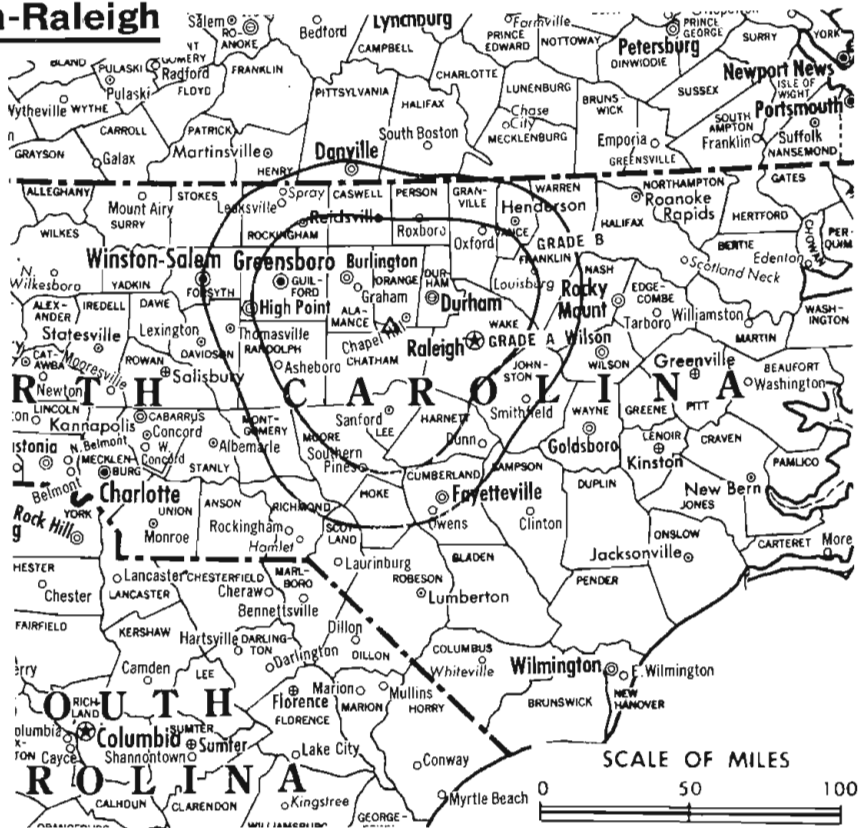 a-Raleigh
Salem
ROANOKE
Bedford
Lynchburg
Farmville
PRINCE GEORGE
SURRY
YORK
CAMPBELL
PRINCE EDWARD
NOTTOWAY
Petersburg
DINWIDDIE
BLAND
PULASKI
Radford
FRANKLIN
Newport News
ISLE OF WIGHT
Pulaski
FLOYD
PITTSYLVANIA
CHARLOTTE
LUNENBURG
SUSSEX
Wytheville
WYTHE
HALIFAX
Chase City
BRUNSWICK
SOUTHAMPTON
Portsmouth
CARROLL
PATRICK
South Boston
MECKLENBURG
Emporia
Franklin
Suffolk
GRAYSON
Galax
Martinsville
Danville
GREENSVILLE
NANSEMOND
HENRY
ALLEGHANY
STOKES
Spray
CASWELL
PERSON
GRANVILLE
WARREN
NORTHAMPTON
GATES
Mount Airy
Leaksville
Reidsville
Henderson
Roanoke Rapids
SURRY
ROCKINGHAM
Roxboro
VANCE
HALIFAX
HERTFORD
WILKES
Oxford
GRADE B
BERTIE
CHOWAN
PERQUIM
Winston-Salem
Greensboro
Burlington
FRANKLIN
Edenton
N. Wilkesboro
YADKIN
FORSYTH
GUILFORD
ORANGE
DURHAM
NASH
Scotland Neck
Graham
Louisburg
Rocky Mount
EDGECOMBE
ALEXANDER
IREDELL
DAVIE
High Point
ALAMANCE
Durham
Tarboro
Williamston
WASHINGTON
Statesville
Lexington
Thomasville
Chapel Hill
WAKE
MARTIN
DAVIDSON
RANDOLPH
CHATHAM
Raleigh
GRADE A
Wilson
CATAWBA
Mooresville
ROWAN
Asheboro
JOHNSTON
WILSON
Greenville
BEAUFORT
Newton
Salisbury
Washington
RTH CAROLINA
LINCOLN
Smithfield
WAYNE
GREENE
PITT
Kannapolis
CABARRUS
MONTGOMERY
Sanford
HARNETT
Concord
Albemarle
MOORE
LEE
Dunn
Goldsboro
LENOIR
CRAVEN
N. Belmont
W. Concord
STANLY
Southern Pines
SAMPSON
Kinston
PAMLICO
MECKLENBURG
CUMBERLAND
DUPLIN
Belmont
Charlotte
HOKE
Fayetteville
New Bern
ANSON
RICHMOND
JONES
YORK
UNION
Rockingham
SCOTLAND
Owens
Clinton
Rock Hill
Monroe
Hamlet
ONSLOW
CARTERET
More
Jacksonville
BLADEN
Laurinburg
HESTER
Lancaster
CHESTERFIELD
MARLBORO
ROBESON
PENDER
Chester
LANCASTER
Cheraw
Lumberton
Bennettsville
FAIRFIELD
KERSHAW
Hartsville
DARLINGTON
Dillon
COLUMBUS
Darlington
DILLON
Whiteville
Wilmington
E. Wilmington
Camden
LEE
Marion
Mullins
RICHLAND
Florence
MARION
HORRY
BRUNSWICK
NEW HANOVER
OUTH
FLORENCE
SUMTER
SCALE OF MILES
Columbia
Sumter
Lake City
Cayce
Shannontown
Conway
0 50 100
ROLINA
CALHOUN
CLARENDON
Kingstree
Myrtle Beach
GEORGE-